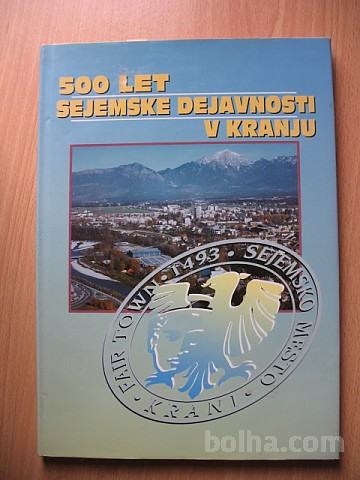 500 LET
SEJEMSKE DEJAVNOSTI
V KRANJU
FAIR TOWN • 1493 • SEJEMSKO MESTO •
KRANJ
bolha.com